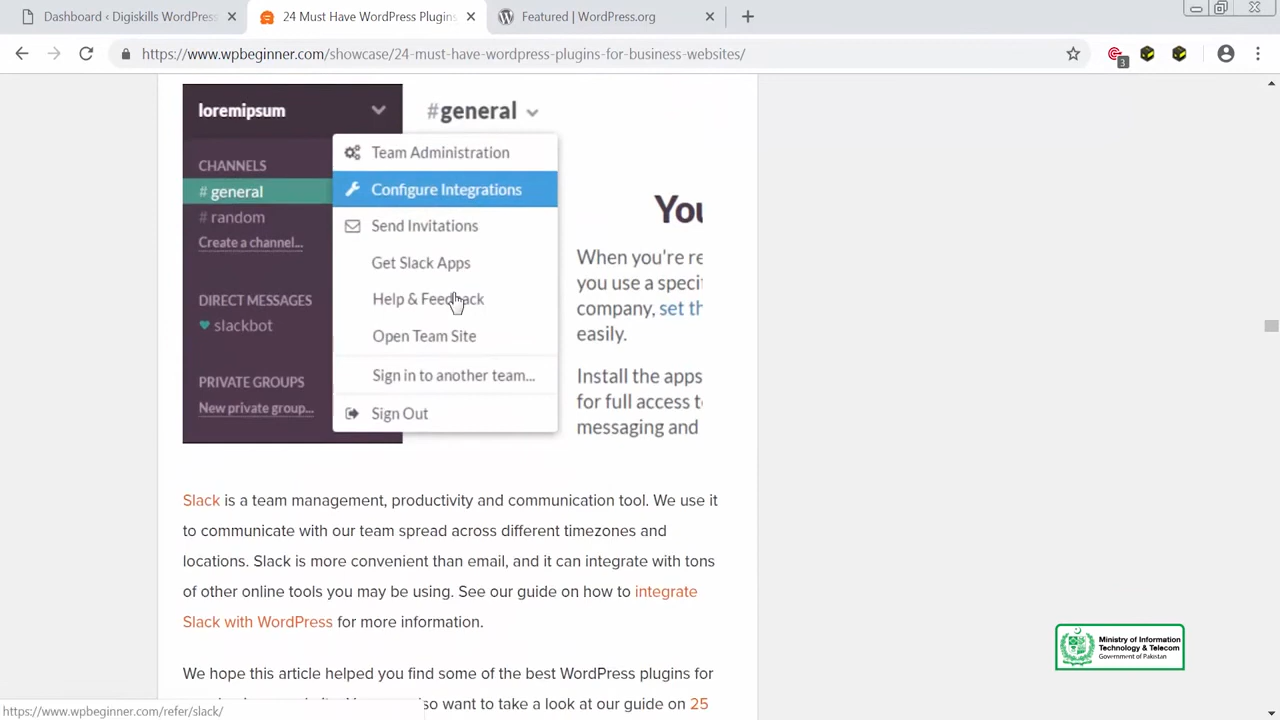 Dashboard ‹ Digiskills WordPress
24 Must Have WordPress Plugins
Featured | WordPress.org
https://www.wpbeginner.com/showcase/24-must-have-wordpress-plugins-for-business-websites/
3
loremipsum
#general
Team Administration
CHANNELS
# general
Configure Integrations
# random
Send Invitations
Create a channel...
Get Slack Apps
When you're re
you use a speci
DIRECT MESSAGES
Help & Feedback
company, set th
slackbot
Open Team Site
easily.
PRIVATE GROUPS
Sign in to another team...
Install the apps
for full access to
New private group...
Sign Out
messaging and
Slack is a team management, productivity and communication tool. We use it
to communicate with our team spread across different timezones and
locations. Slack is more convenient than email, and it can integrate with tons
of other online tools you may be using. See our guide on how to integrate
Slack with WordPress for more information.
Ministry of Information
Technology & Telecom
Government of Pakistan
We hope this article helped you find some of the best WordPress plugins for
so want to take a look at our guide on 25
https://www.wpbeginner.com/refer/slack/